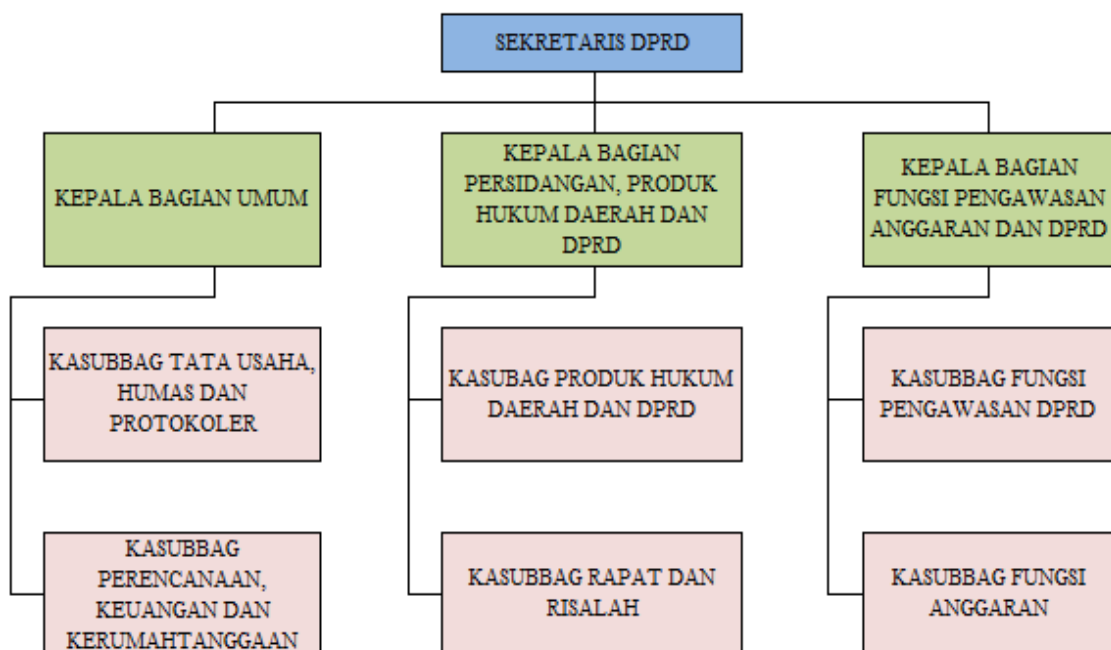 SEKRETARIS DPRD
KEPALA BAGIAN UMUM
KEPALA BAGIAN
PERSIDANGAN, PRODUK
HUKUM DAERAH DAN
DPRD
KEPALA BAGIAN
FUNGSI PENGAWASAN
ANGGARAN DAN DPRD
KASUBBAG TATA USAHA,
HUMAS DAN
PROTOKOLER
KASUBAG PRODUK HUKUM
DAERAH DAN DPRD
KASUBBAG FUNGSI
PENGAWASAN DPRD
KASUBBAG
PERENCANAAN,
KEUANGAN DAN
KERUMAHTANGGAAN
KASUBBAG RAPAT DAN
RISALAH
KASUBBAG FUNGSI
ANGGARAN